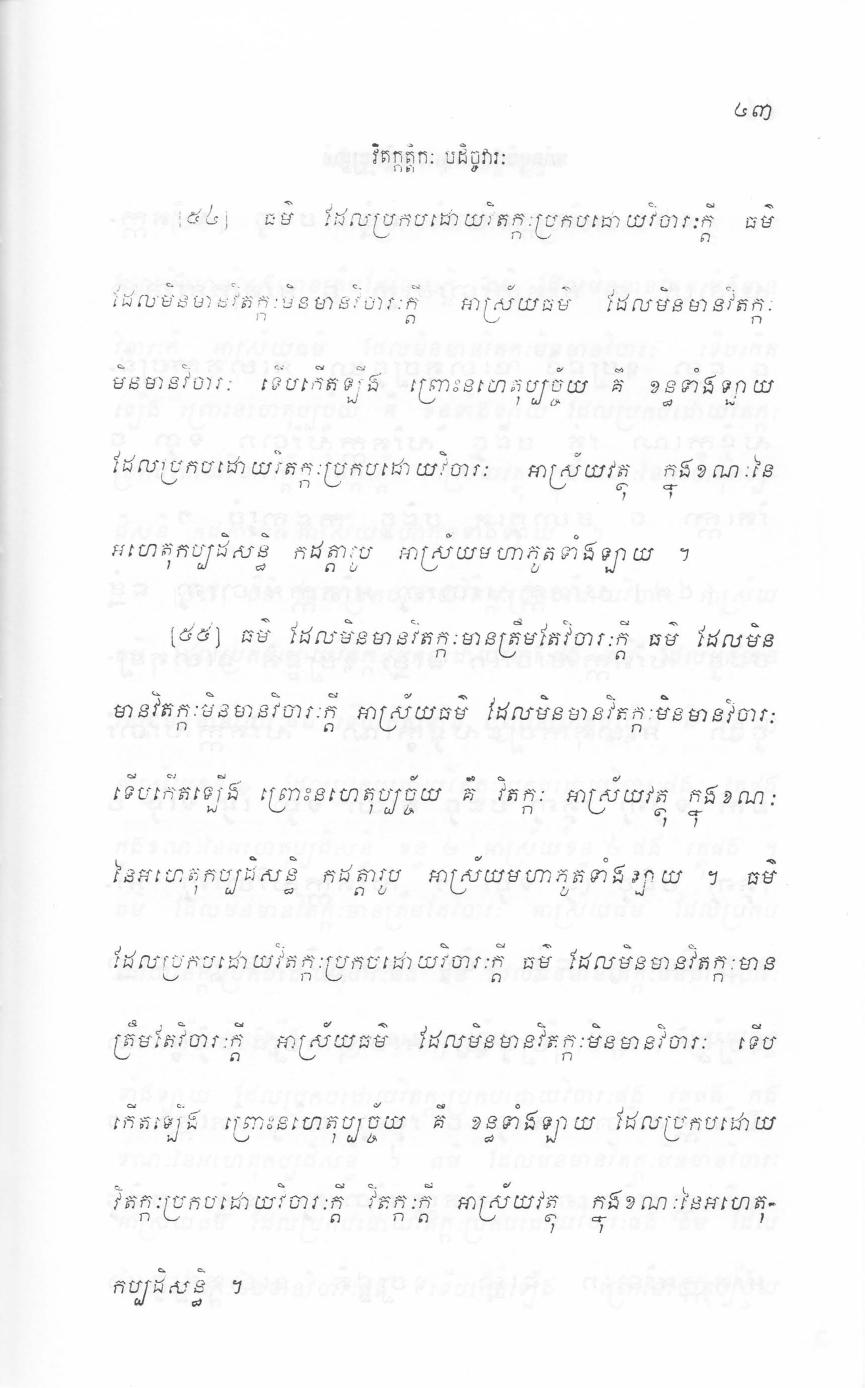 ៤៣
វិតក្កត្តិកៈ បដិច្ចវារៈ
[៥៤] ធម៌ ដែលប្រកបដោយវិតក្កៈប្រកបដោយវិចារៈក្តី ធម៌
ដែលមិនមានវិតក្កៈមិនមានវិចារៈក្តី អាស្រ័យធម៌ ដែលមិនមានវិតក្កៈ
មិនមានវិចារៈ ទើបកើតឡើង ព្រោះនហេតុប្បច្ច័យ គឺ ខន្ធទាំងឡាយ
ដែលប្រកបដោយវិតក្កៈប្រកបដោយវិចារៈ អាស្រ័យវត្ថុ ក្នុងខណៈនៃ
អហេតុកប្បដិសន្ធិ កដត្តារូប អាស្រ័យមហាភូតទាំងឡាយ ។
[៥៥] ធម៌ ដែលមិនមានវិតក្កៈមានត្រឹមតែវិចារៈក្តី ធម៌ ដែលមិន
មានវិតក្កៈមិនមានវិចារៈក្តី អាស្រ័យធម៌ ដែលមិនមានវិតក្កៈមិនមានវិចារៈ
ទើបកើតឡើង ព្រោះនហេតុប្បច្ច័យ គឺ វិតក្កៈ អាស្រ័យវត្ថុ ក្នុងខណៈ
នៃអហេតុកប្បដិសន្ធិ កដត្តារូប អាស្រ័យមហាភូតទាំងឡាយ ។ ធម៌
ដែលប្រកបដោយវិតក្កៈប្រកបដោយវិចារៈក្តី ធម៌ ដែលមិនមានវិតក្កៈមាន
ត្រឹមតែវិចារៈក្តី អាស្រ័យធម៌ ដែលមិនមានវិតក្កៈមិនមានវិចារៈ ទើប
កើតឡើង ព្រោះនហេតុប្បច្ច័យ គឺ ខន្ធទាំងឡាយ ដែលប្រកបដោយ
វិតក្កៈប្រកបដោយវិចារៈក្តី វិតក្កៈក្តី អាស្រ័យវត្ថុ ក្នុងខណៈនៃអហេតុ-
កប្បដិសន្ធិ ។